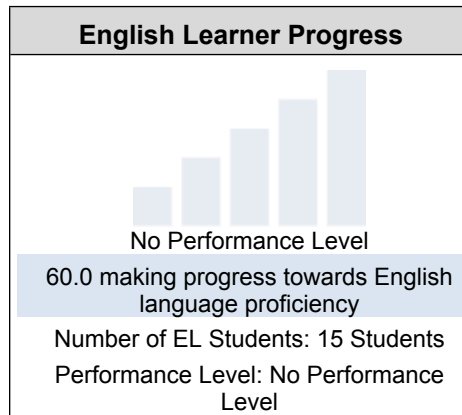 English Learner Progress
No Performance Level
60.0 making progress towards English
language proficiency
Number of EL Students: 15 Students
Performance Level: No Performance
Level